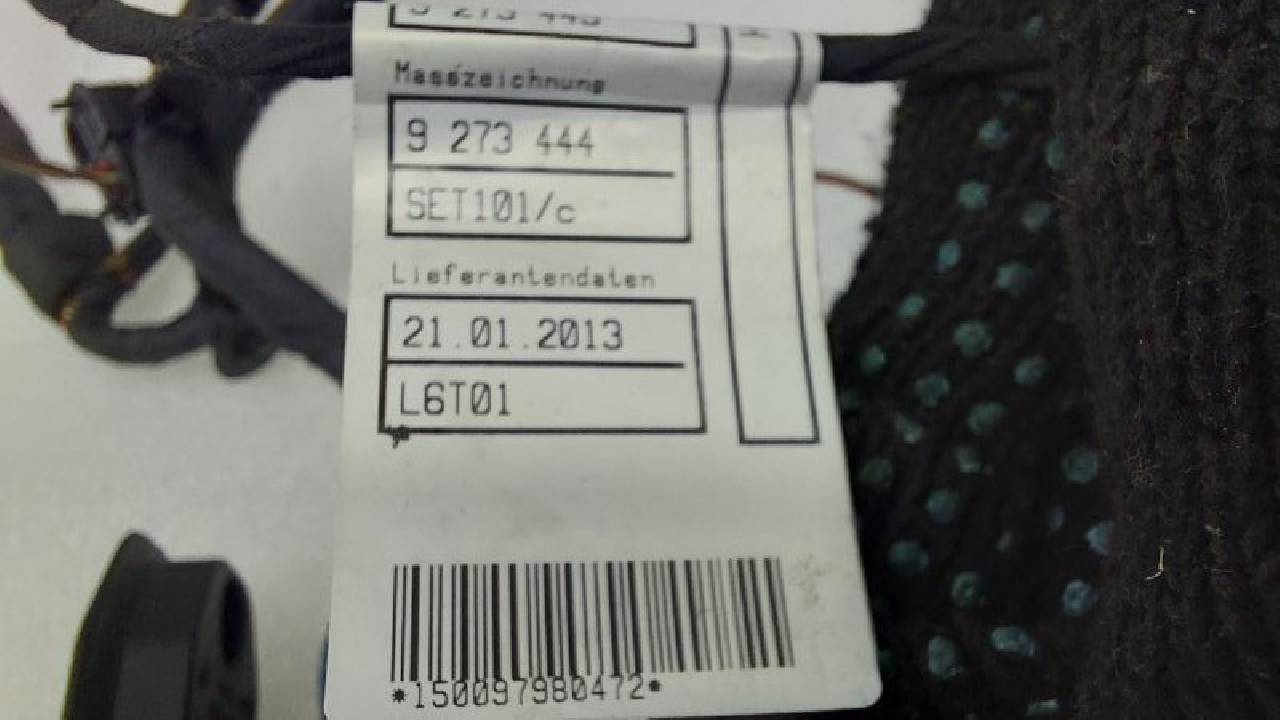 Masszeichnung
9 273 444
SET101/c
Lieferantendaten
21.01.2013
L6T01
*150097980472*